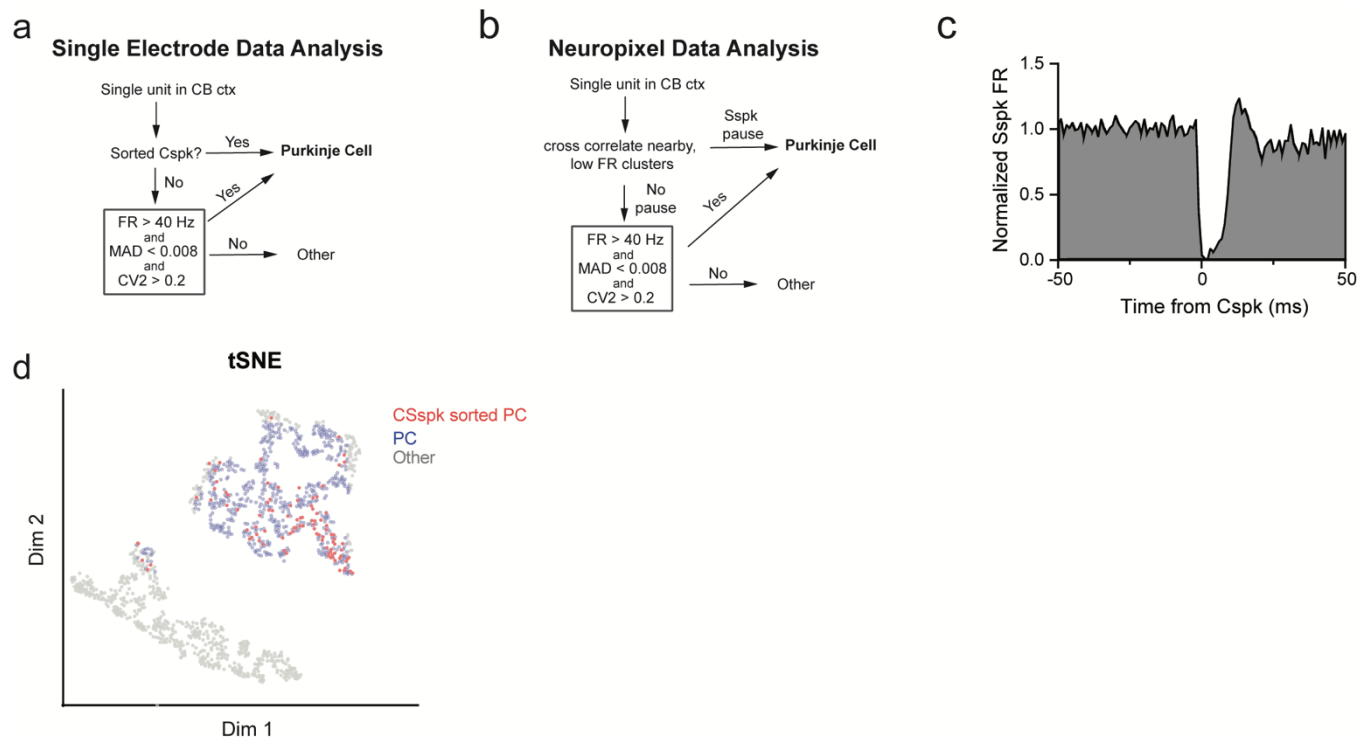 a
Single Electrode Data Analysis
Single unit in CB ctx
Sorted Cspk?
Yes
Purkinje Cell
No
Yes
FR > 40 Hz
and
MAD < 0.008
and
CV2 > 0.2
No
Other
b
Neuropixel Data Analysis
Single unit in CB ctx
Sspk
pause
cross correlate nearby,
low FR clusters
Purkinje Cell
No
pause
Yes
FR > 40 Hz
and
MAD < 0.008
and
CV2 > 0.2
No
Other
c
Normalized Sspk FR
1.5
1.0
0.5
0.0
-50
0
50
Time from Cspk (ms)
d
tSNE
CSspk sorted PC
PC
Other
Dim 2
Dim 1